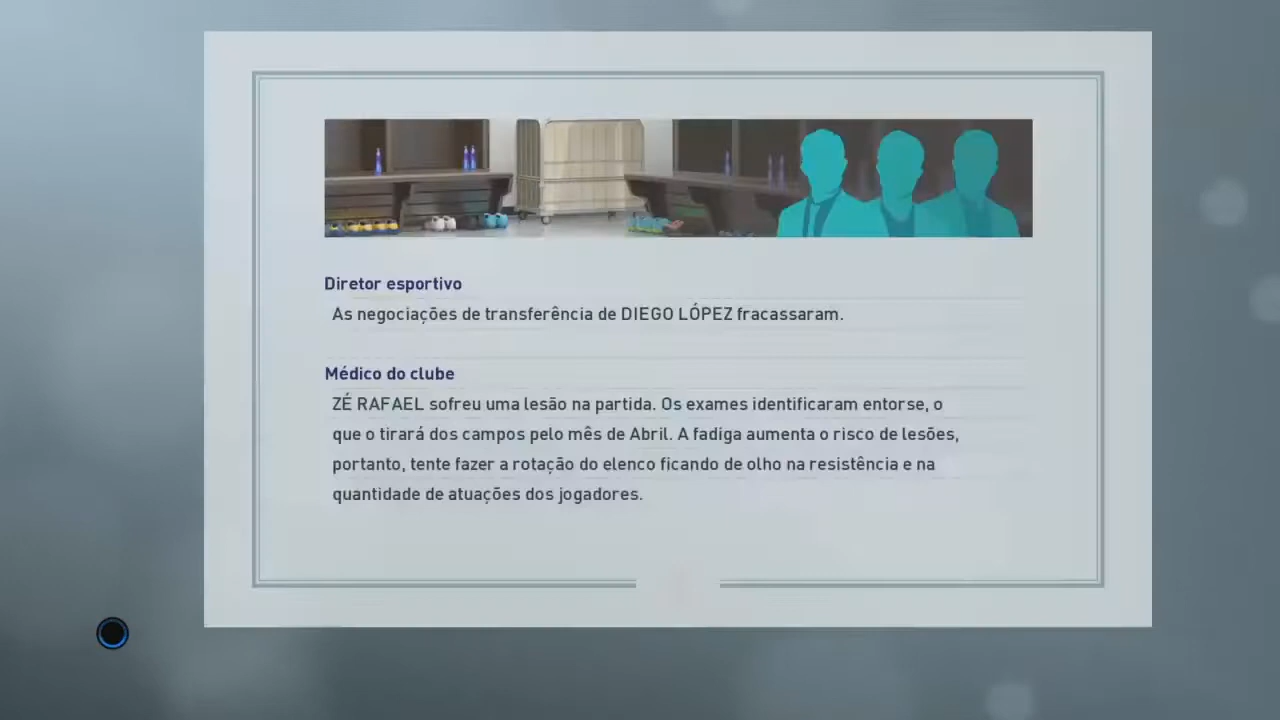 Diretor esportivo
As negociações de transferência de DIEGO LÓPEZ fracassaram.
Médico do clube
ZÉ RAFAEL sofreu uma lesão na partida. Os exames identificaram entorse, o
que o tirará dos campos pelo mês de Abril. A fadiga aumenta o risco de lesões,
portanto, tente fazer a rotação do elenco ficando de olho na resistência e na
quantidade de atuações dos jogadores.